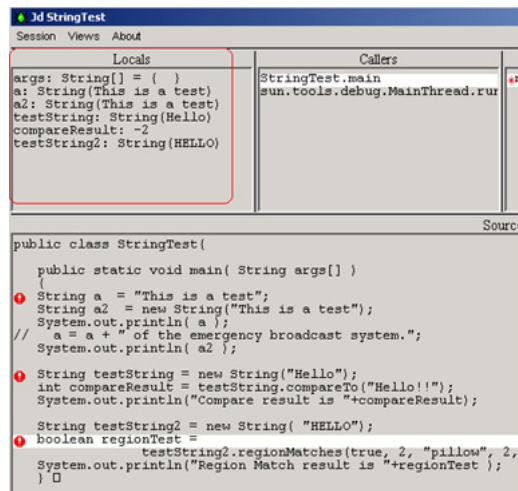 Jd StringTest
Session Views About
Locals
args: String[] = { }
a: String(This is a test)
a2: String(This is a test)
testString: String(Hello)
compareResult: -2
testString2: String(HELLO)
Callers
StringTest.main
sun.tools.debug.MainThread.run
Source
public class StringTest{
public static void main( String args[] )
{
String a = "This is a test";
String a2 = new String("This is a test");
System.out.println( a );
// a = a + " of the emergency broadcast system.";
System.out.println( a2 );
String testString = new String("Hello");
int compareResult = testString.compareTo("Hello!!");
System.out.println("Compare result is "+compareResult);
String testString2 = new String( "HELLO");
boolean regionTest =
testString2.regionMatches(true, 2, "pillow", 2,
System.out.println("Region Match result is "+regionTest );
}